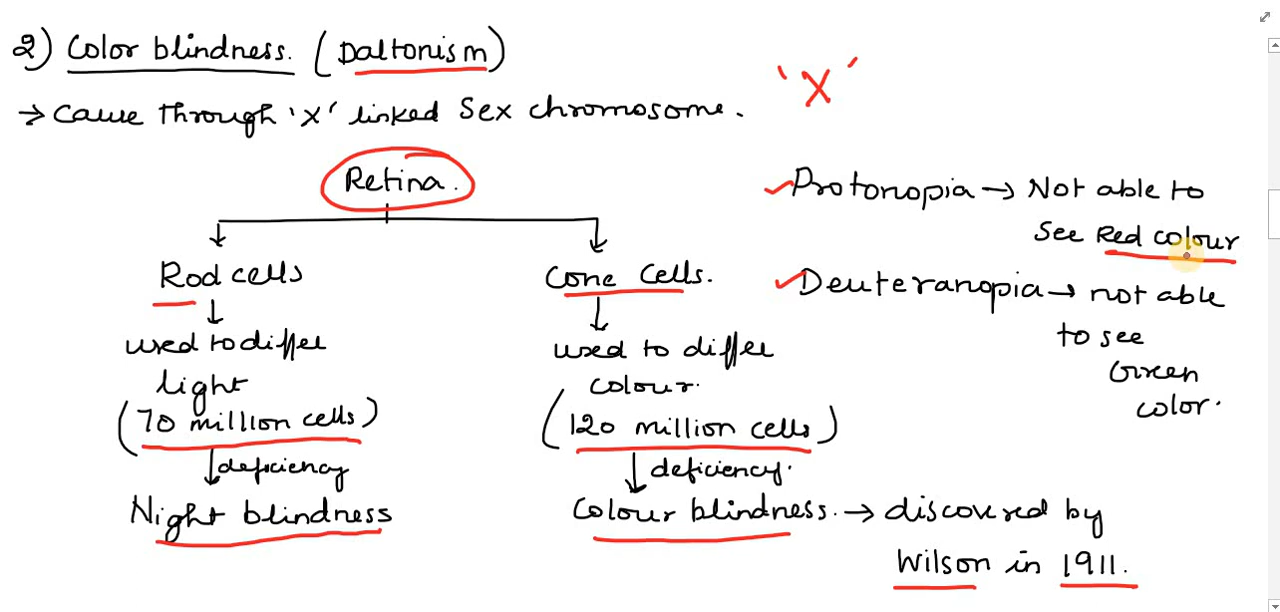 2) Color blindness. (Daltonism)
→ Cause through 'X' linked Sex chromosome.
'X'
Retina.
Rod cells
used to differ
light
(70 million cells)
deficiency
Night blindness
Cone Cells.
used to differ
colour.
(120 million cells)
deficiency.
Colour blindness. → discovered by
Wilson in 1911.
Protonopia → Not able to
see Red colour
Deuteranopia → not able
to see
Green
color.